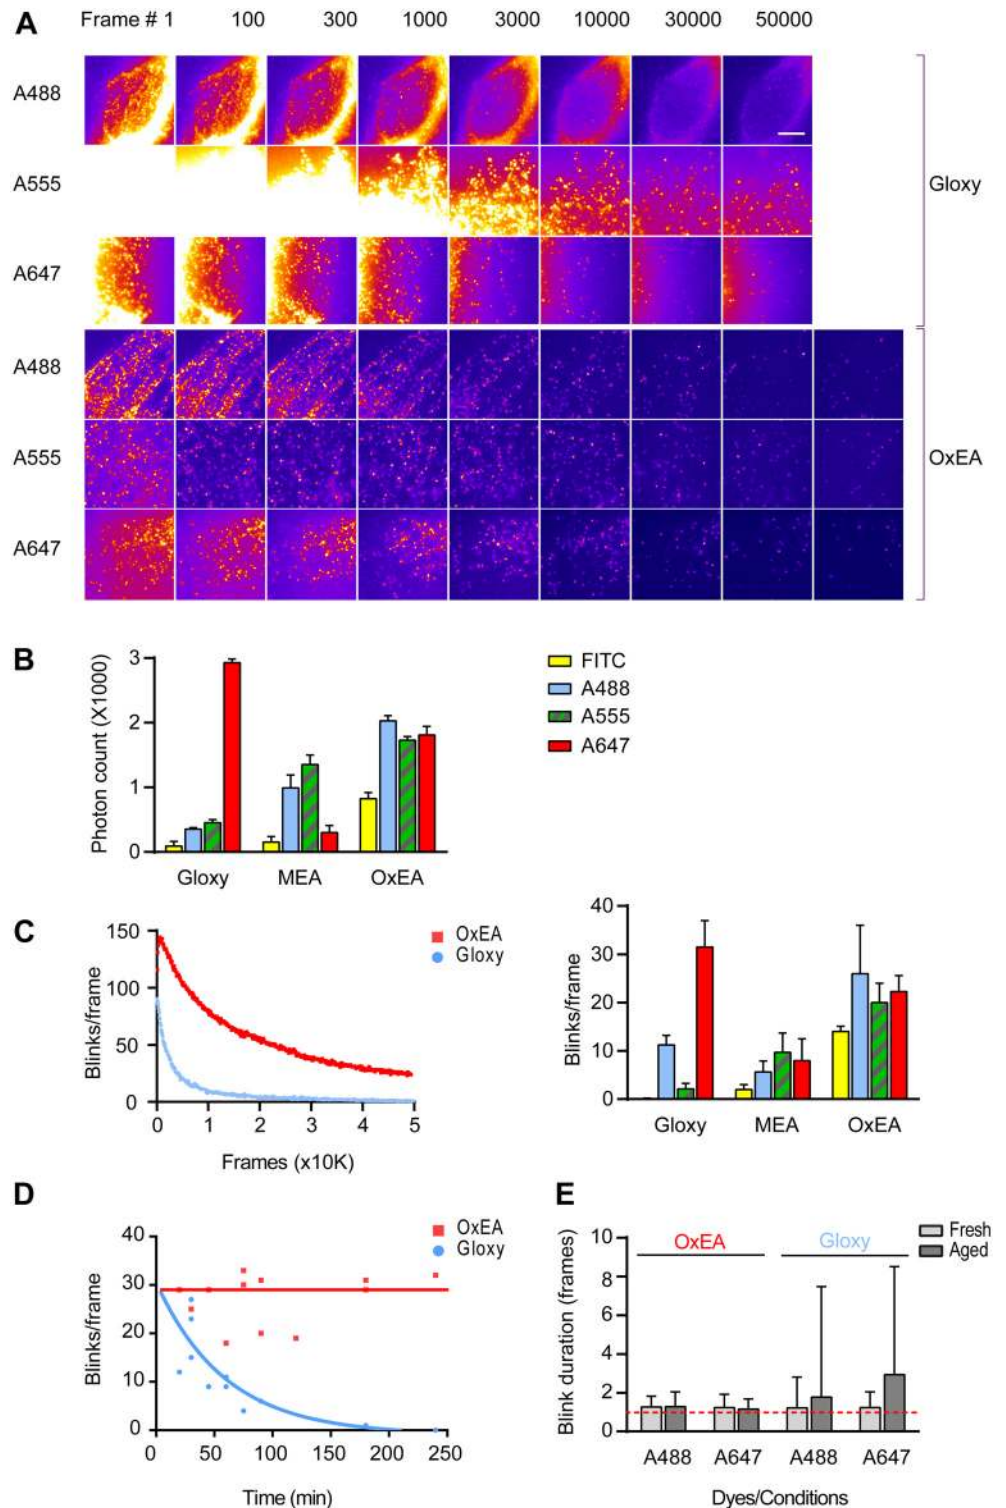 A
Frame # 1 100 300 1000 3000 10000 30000 50000
A488
A555
A647
Gloxy
A488
A555
A647
OxEA
B
Photon count (X1000)
3
2
1
0
Gloxy MEA OxEA
FITC
A488
A555
A647
C
Blinks/frame
150
100
50
0
0 1 2 3 4 5
Frames (x10K)
OxEA
Gloxy
Blinks/frame
40
30
20
10
0
Gloxy MEA OxEA
D
Blinks/frame
40
30
20
10
0
0 50 100 150 200 250
Time (min)
OxEA
Gloxy
E
Blink duration (frames)
10
8
6
4
2
0
OxEA Gloxy
Fresh
Aged
A488 A647 A488 A647
Dyes/Conditions